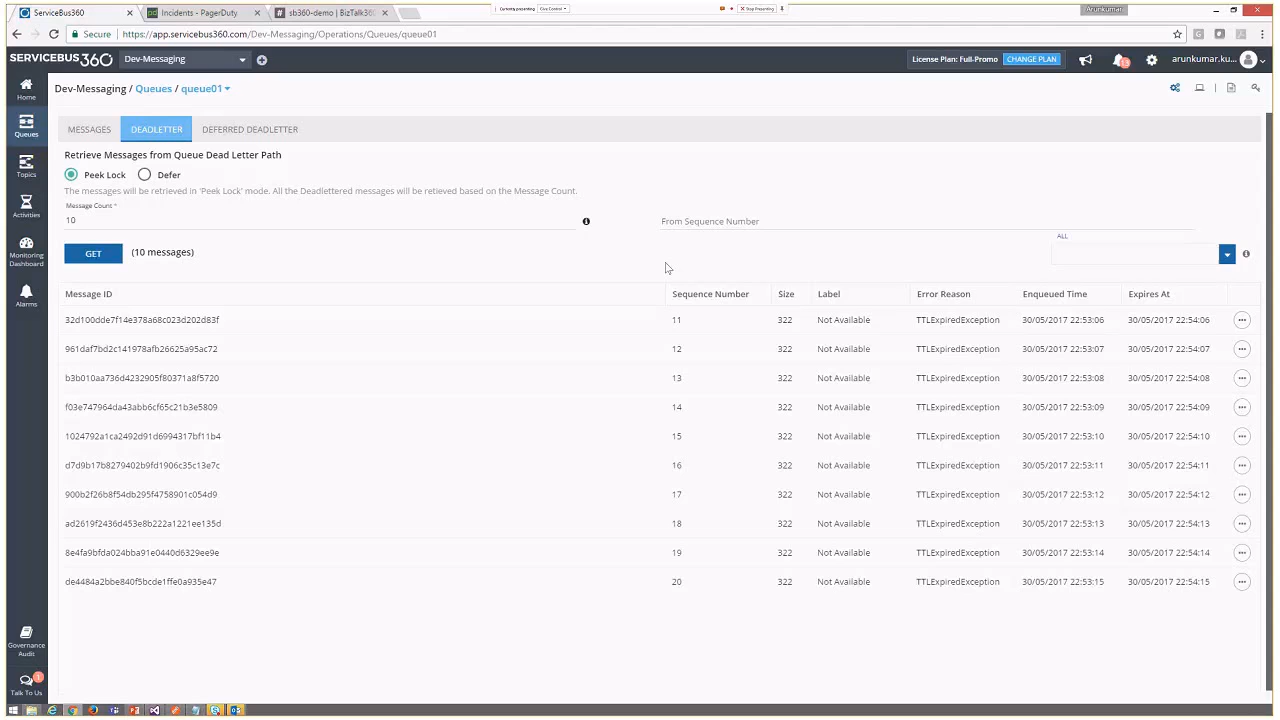 ServiceBus360
Incidents - PagerDuty
sb360-demo | BizTalk36
Currently presenting
Give Control
Stop Presenting
Arunkumar
Secure
https://app.servicebus360.com/Dev-Messaging/Operations/Queues/queue01
SERVICEBUS360
Dev-Messaging
License Plan: Full-Promo
CHANGE PLAN
arunkumar.ku...
Home
Queues
Topics
Activities
Monitoring
Dashboard
Alarms
Governance
Audit
Talk To Us
1
Dev-Messaging / Queues / queue01
MESSAGES
DEADLETTER
DEFERRED DEADLETTER
Retrieve Messages from Queue Dead Letter Path
Peek Lock
Defer
The messages will be retrieved in 'Peek Lock' mode. All the Deadlettered messages will be retieved based on the Message Count.
Message Count *
10
From Sequence Number
ALL
GET
(10 messages)
Message ID Sequence Number Size Label Error Reason Enqueued Time Expires At
32d100dde7f14e378a68c023d202d83f 11 322 Not Available TTLExpiredException 30/05/2017 22:53:06 30/05/2017 22:54:06
961daf7bd2c141978afb26625a95ac72 12 322 Not Available TTLExpiredException 30/05/2017 22:53:07 30/05/2017 22:54:07
b3b010aa736d4232905f80371a8f5720 13 322 Not Available TTLExpiredException 30/05/2017 22:53:08 30/05/2017 22:54:08
f03e747964da43abb6cf65c21b3e5809 14 322 Not Available TTLExpiredException 30/05/2017 22:53:09 30/05/2017 22:54:09
1024792a1ca2492d91d6994317bf11b4 15 322 Not Available TTLExpiredException 30/05/2017 22:53:10 30/05/2017 22:54:10
d7d9b17b8279402b9fd1906c35c13e7c 16 322 Not Available TTLExpiredException 30/05/2017 22:53:11 30/05/2017 22:54:11
900b2f26b8f54db295f4758901c054d9 17 322 Not Available TTLExpiredException 30/05/2017 22:53:12 30/05/2017 22:54:12
ad2619f2436d453e8b222a1221ee135d 18 322 Not Available TTLExpiredException 30/05/2017 22:53:13 30/05/2017 22:54:13
8e4fa9bfda024bba91e0440d6329ee9e 19 322 Not Available TTLExpiredException 30/05/2017 22:53:14 30/05/2017 22:54:14
de4484a2bbe840f5bcde1ffe0a935e47 20 322 Not Available TTLExpiredException 30/05/2017 22:53:15 30/05/2017 22:54:15